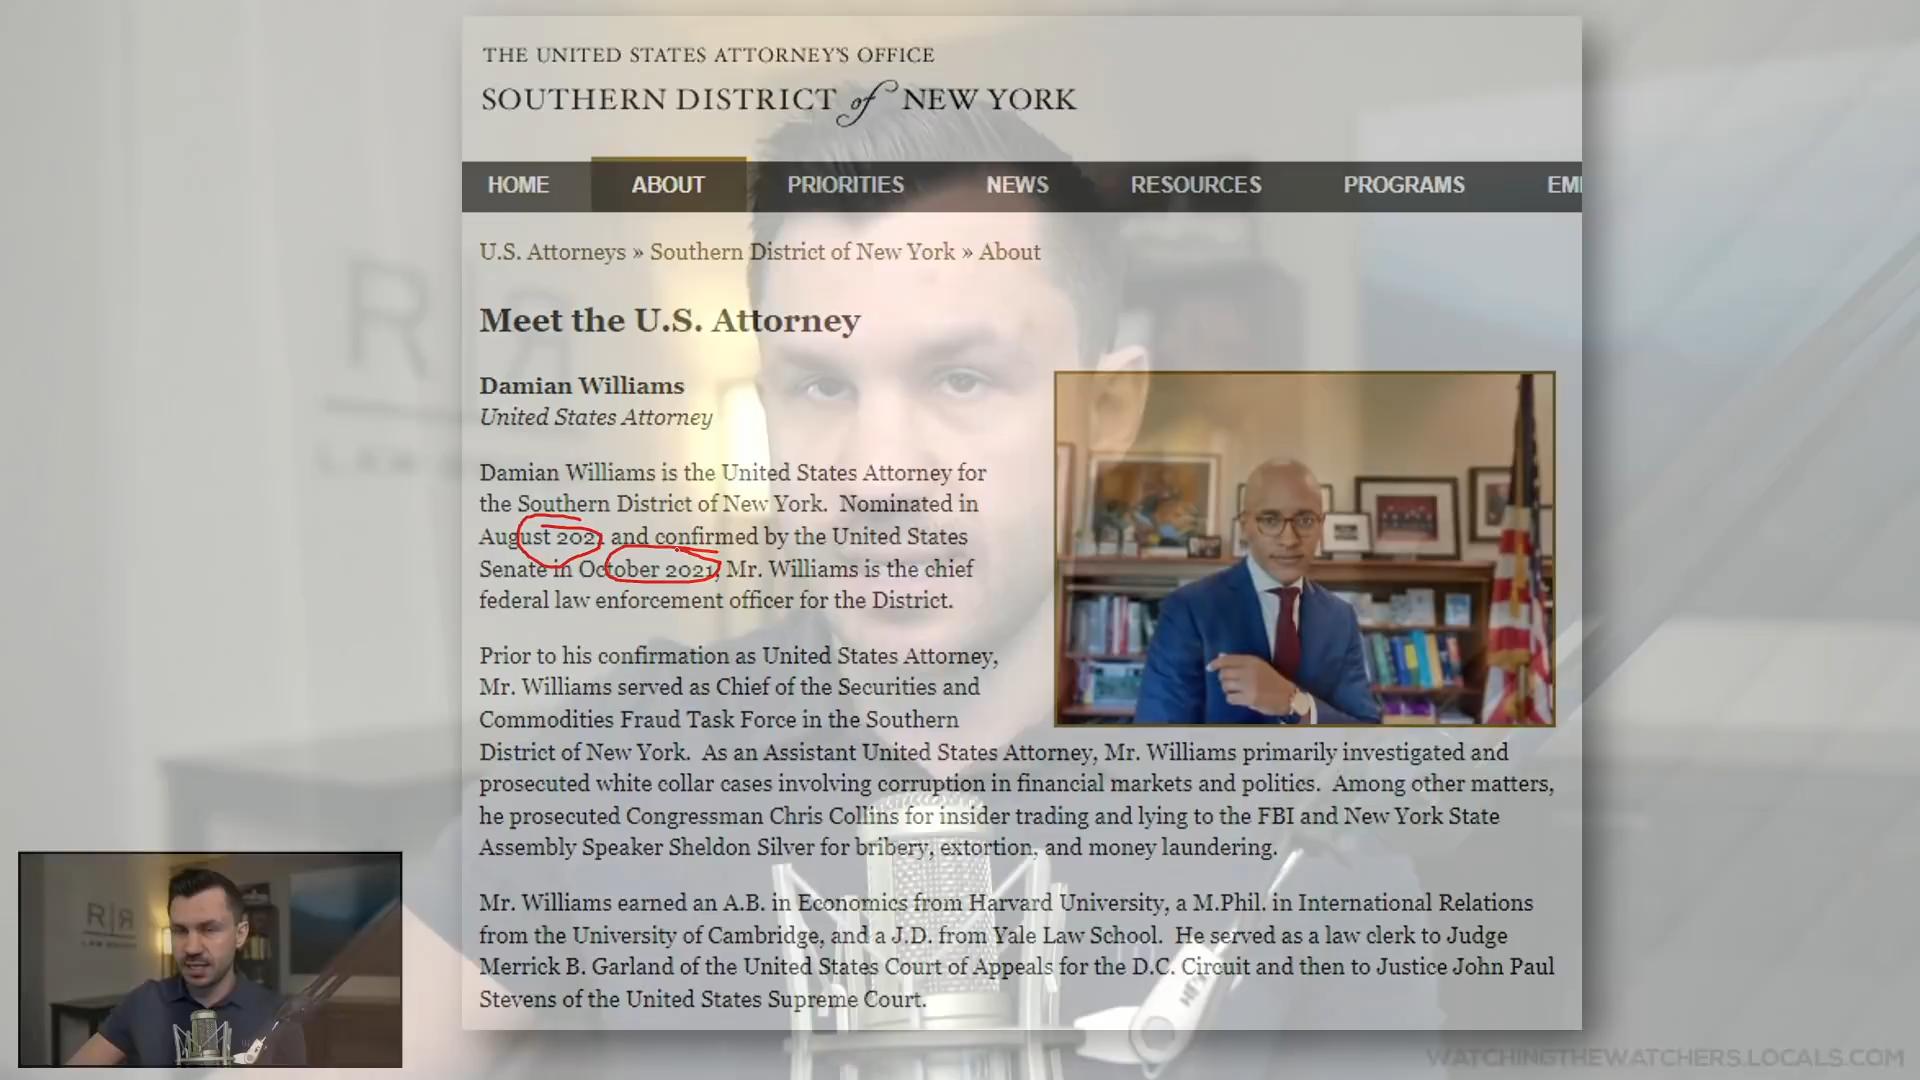 THE UNITED STATES ATTORNEY'S OFFICE
SOUTHERN DISTRICT of NEW YORK
HOME ABOUT PRIORITIES NEWS RESOURCES PROGRAMS EM
U.S. Attorneys » Southern District of New York » About
Meet the U.S. Attorney
Damian Williams
United States Attorney
Damian Williams is the United States Attorney for
the Southern District of New York. Nominated in
August 2021 and confirmed by the United States
Senate in October 2021, Mr. Williams is the chief
federal law enforcement officer for the District.
Prior to his confirmation as United States Attorney,
Mr. Williams served as Chief of the Securities and
Commodities Fraud Task Force in the Southern
District of New York. As an Assistant United States Attorney, Mr. Williams primarily investigated and
prosecuted white collar cases involving corruption in financial markets and politics. Among other matters,
he prosecuted Congressman Chris Collins for insider trading and lying to the FBI and New York State
Assembly Speaker Sheldon Silver for bribery, extortion, and money laundering.
Mr. Williams earned an A.B. in Economics from Harvard University, a M.Phil. in International Relations
from the University of Cambridge, and a J.D. from Yale Law School. He served as a law clerk to Judge
Merrick B. Garland of the United States Court of Appeals for the D.C. Circuit and then to Justice John Paul
Stevens of the United States Supreme Court.
R|R
WATCHINGTHEWATCHERS.LOCALS.COM